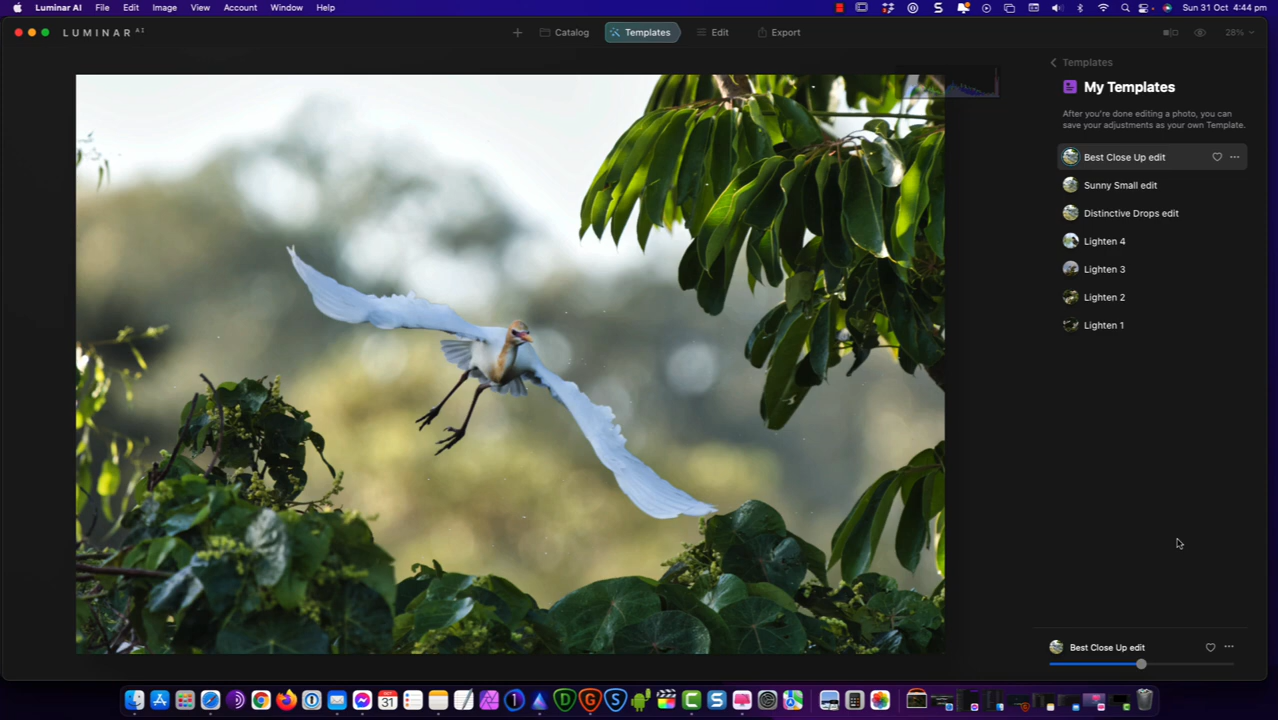 Luminar AI File Edit Image View Account Window Help
Sun 31 Oct 4:44 pm
LUMINAR AI
Catalog Templates Edit Export
28%
Templates
My Templates
After you're done editing a photo, you can
save your adjustments as your own Template.
Best Close Up edit
Sunny Small edit
Distinctive Drops edit
Lighten 4
Lighten 3
Lighten 2
Lighten 1
Best Close Up edit